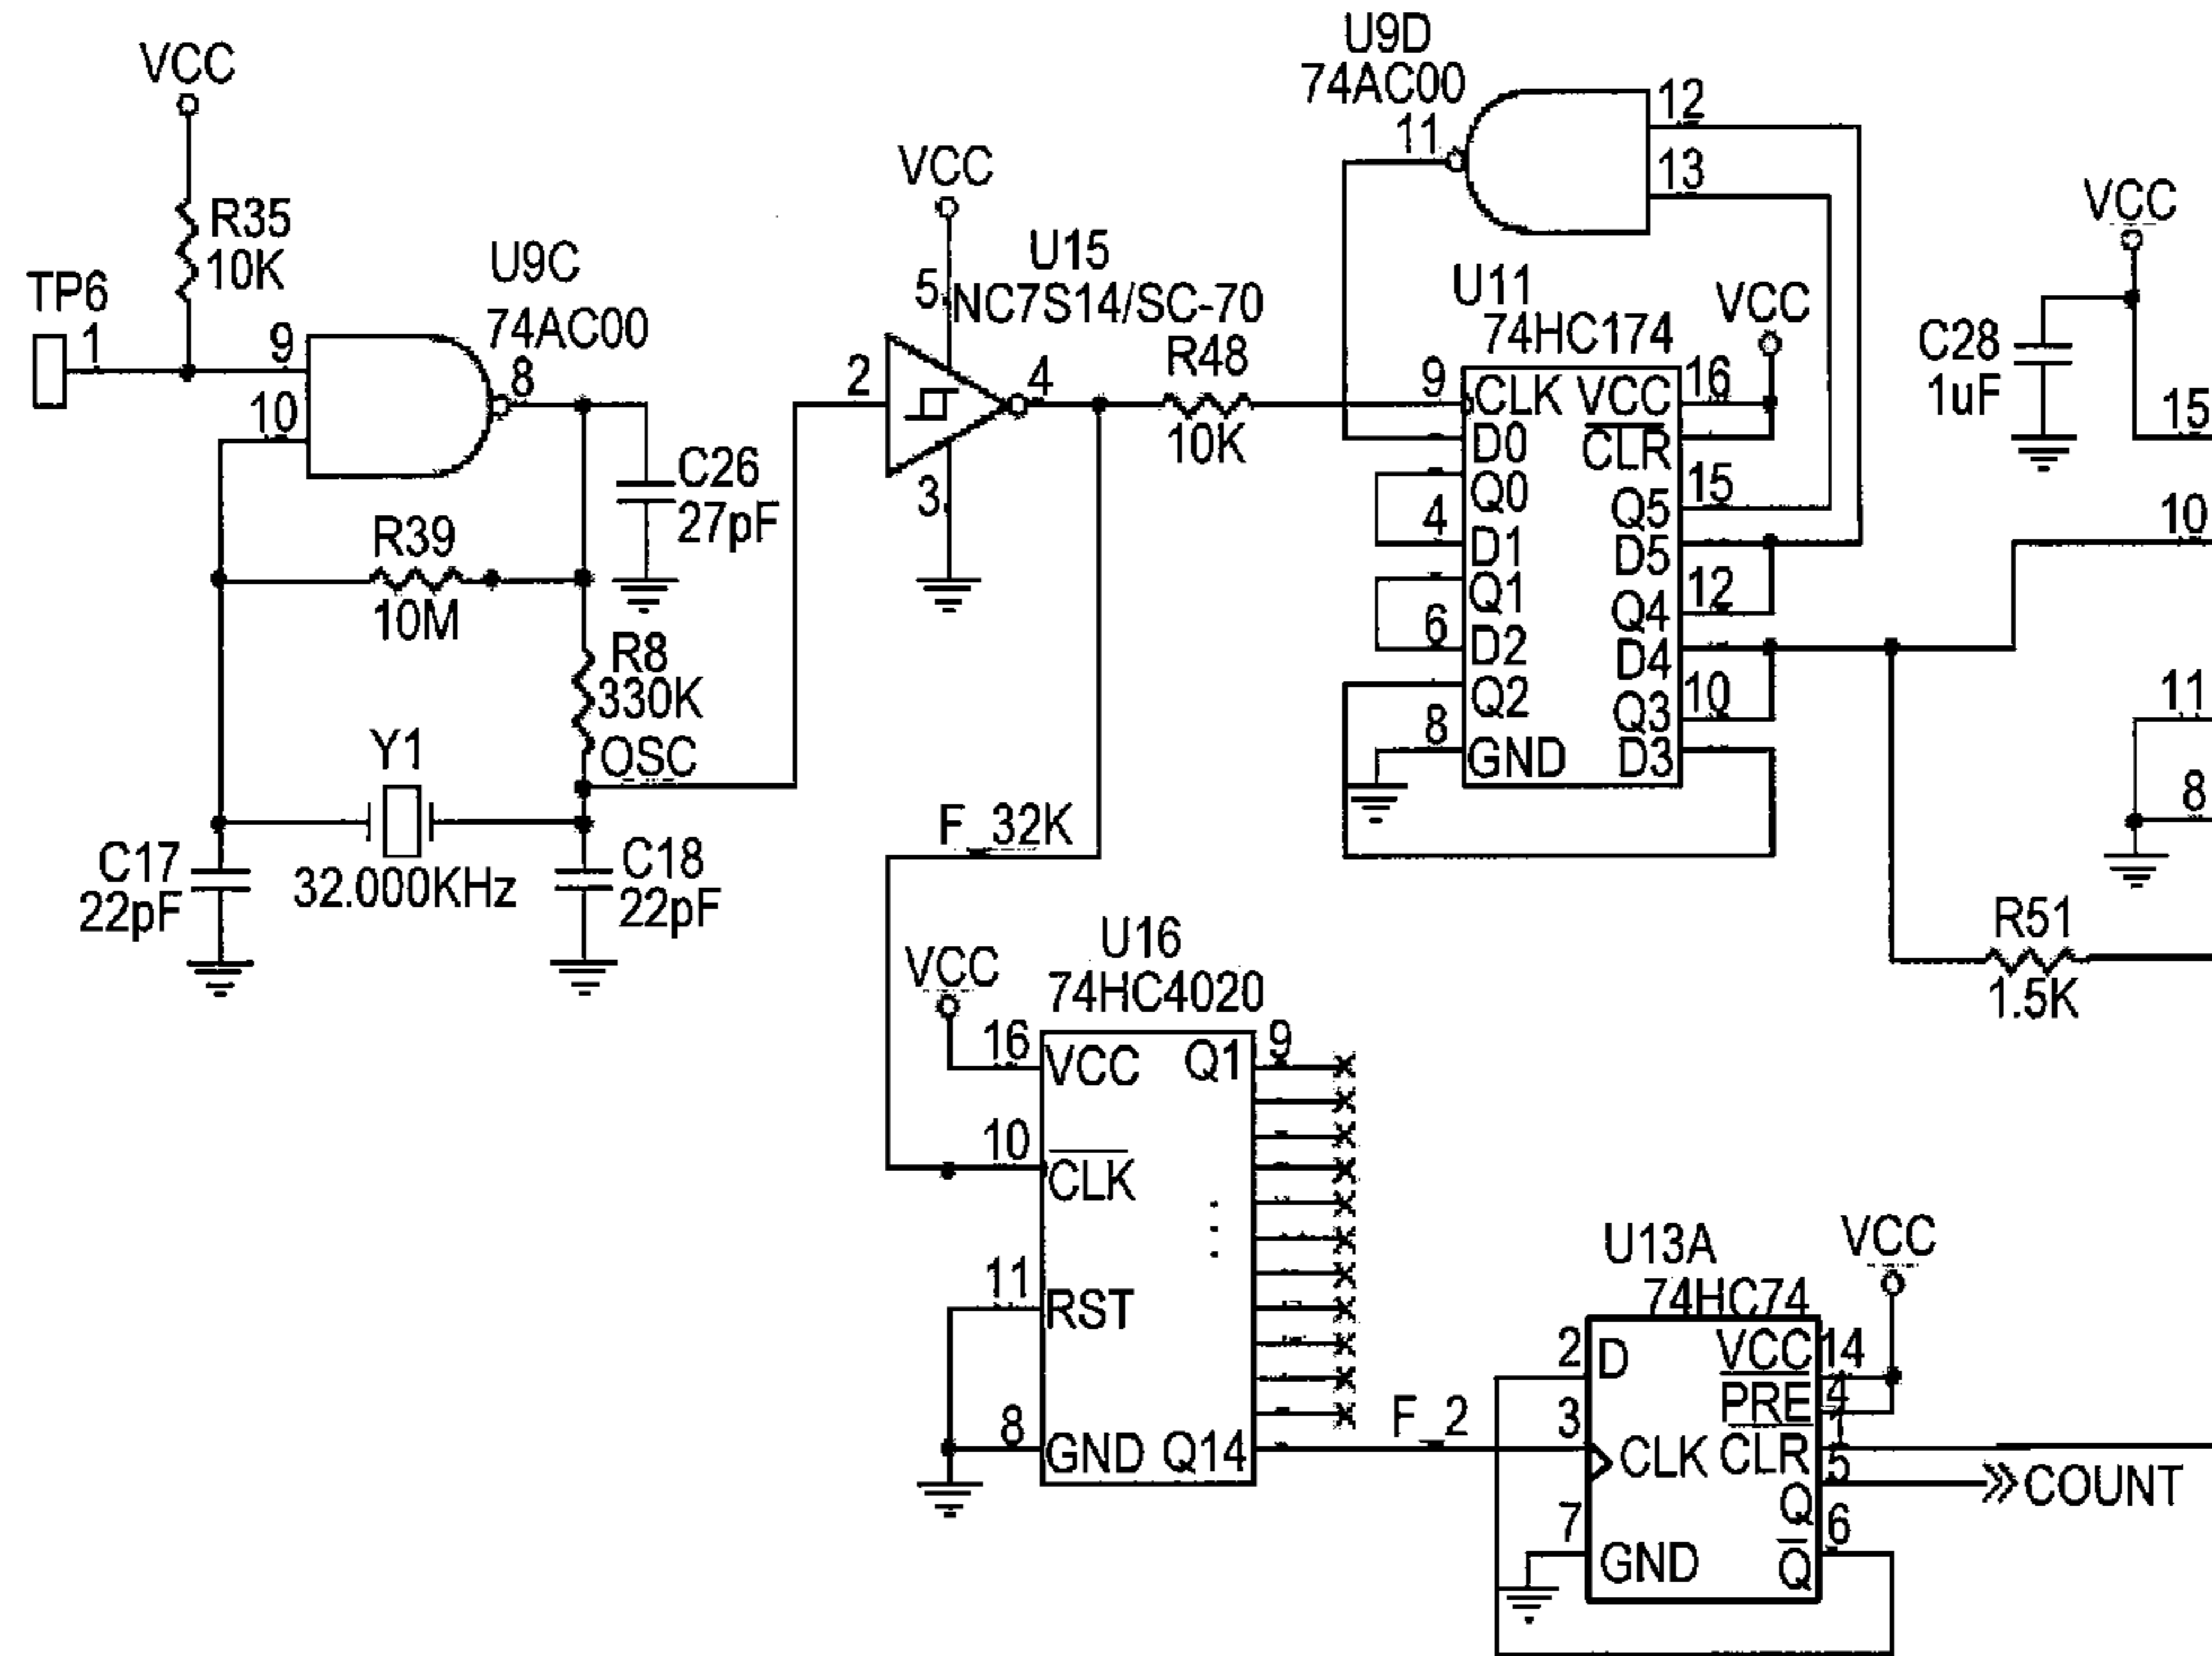 VCC
R35
10K
TP6
1
9
10
U9C
74AC00
8
C26
27pF
R39
10M
R8
330K
OSC
Y1
32.000KHz
C17
22pF
C18
22pF
VCC
5
U15
NC7S14/SC-70
2
4
3
R48
10K
F_32K
U9D
74AC00
11
12
13
U11
74HC174
VCC
9
CLK
VCC
16
D0
CLR
Q0
15
Q5
4
D1
D5
Q1
12
Q4
6
D2
D4
Q2
10
Q3
8
GND
D3
VCC
C28
1uF
15
10
11
8
R51
1.5K
VCC
U16
74HC4020
16
VCC
Q1
9
10
CLK
11
RST
8
GND
Q14
F_2
U13A
74HC74
VCC
2
D
VCC
14
PRE
4
3
CLK
CLR
1
5
Q
COUNT
7
GND
6
Q